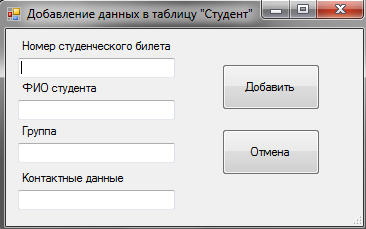 Добавление данных в таблицу "Студент"
Номер студенческого билета
ФИО студента
Добавить
Группа
Отмена
Контактные данные